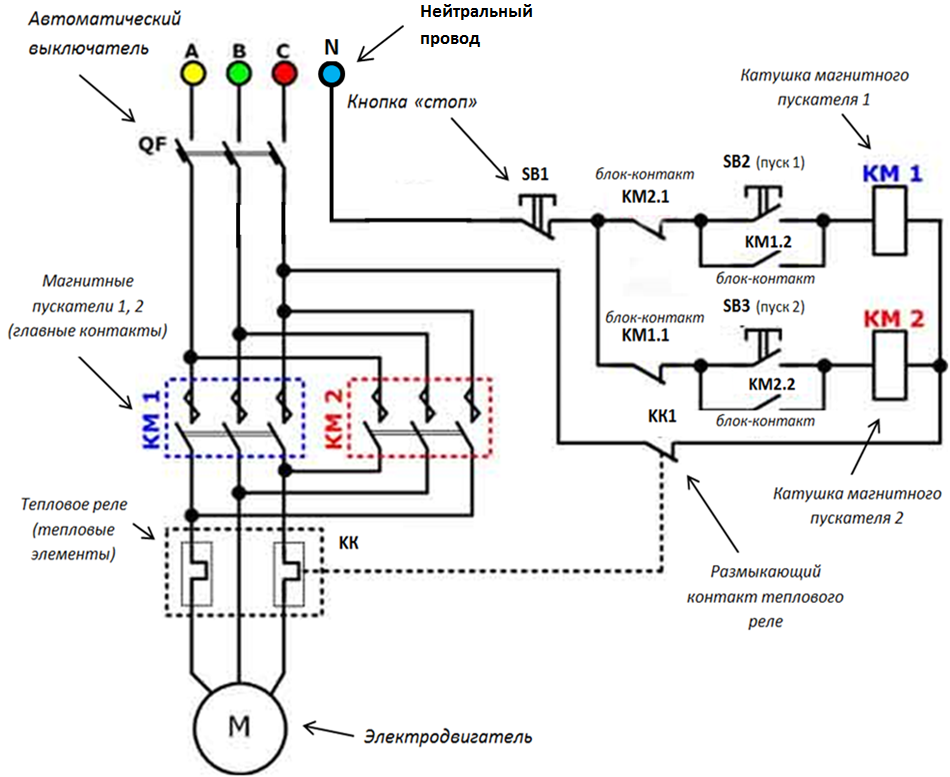 Автоматический
выключатель
Нейтральный
провод
A
B
C
N
Кнопка «стоп»
Катушка магнитного
пускателя 1
QF
SB1
блок-контакт
KM2.1
SB2 (пуск 1)
KM 1
KM1.2
блок-контакт
Магнитные
пускатели 1, 2
(главные контакты)
блок-контакт
KM1.1
SB3 (пуск 2)
KM 2
KM2.2
блок-контакт
KM 1
KM 2
KK1
Катушка магнитного
пускателя 2
Тепловое реле
(тепловые
элементы)
KK
Размыкающий
контакт теплового
реле
M
Электродвигатель